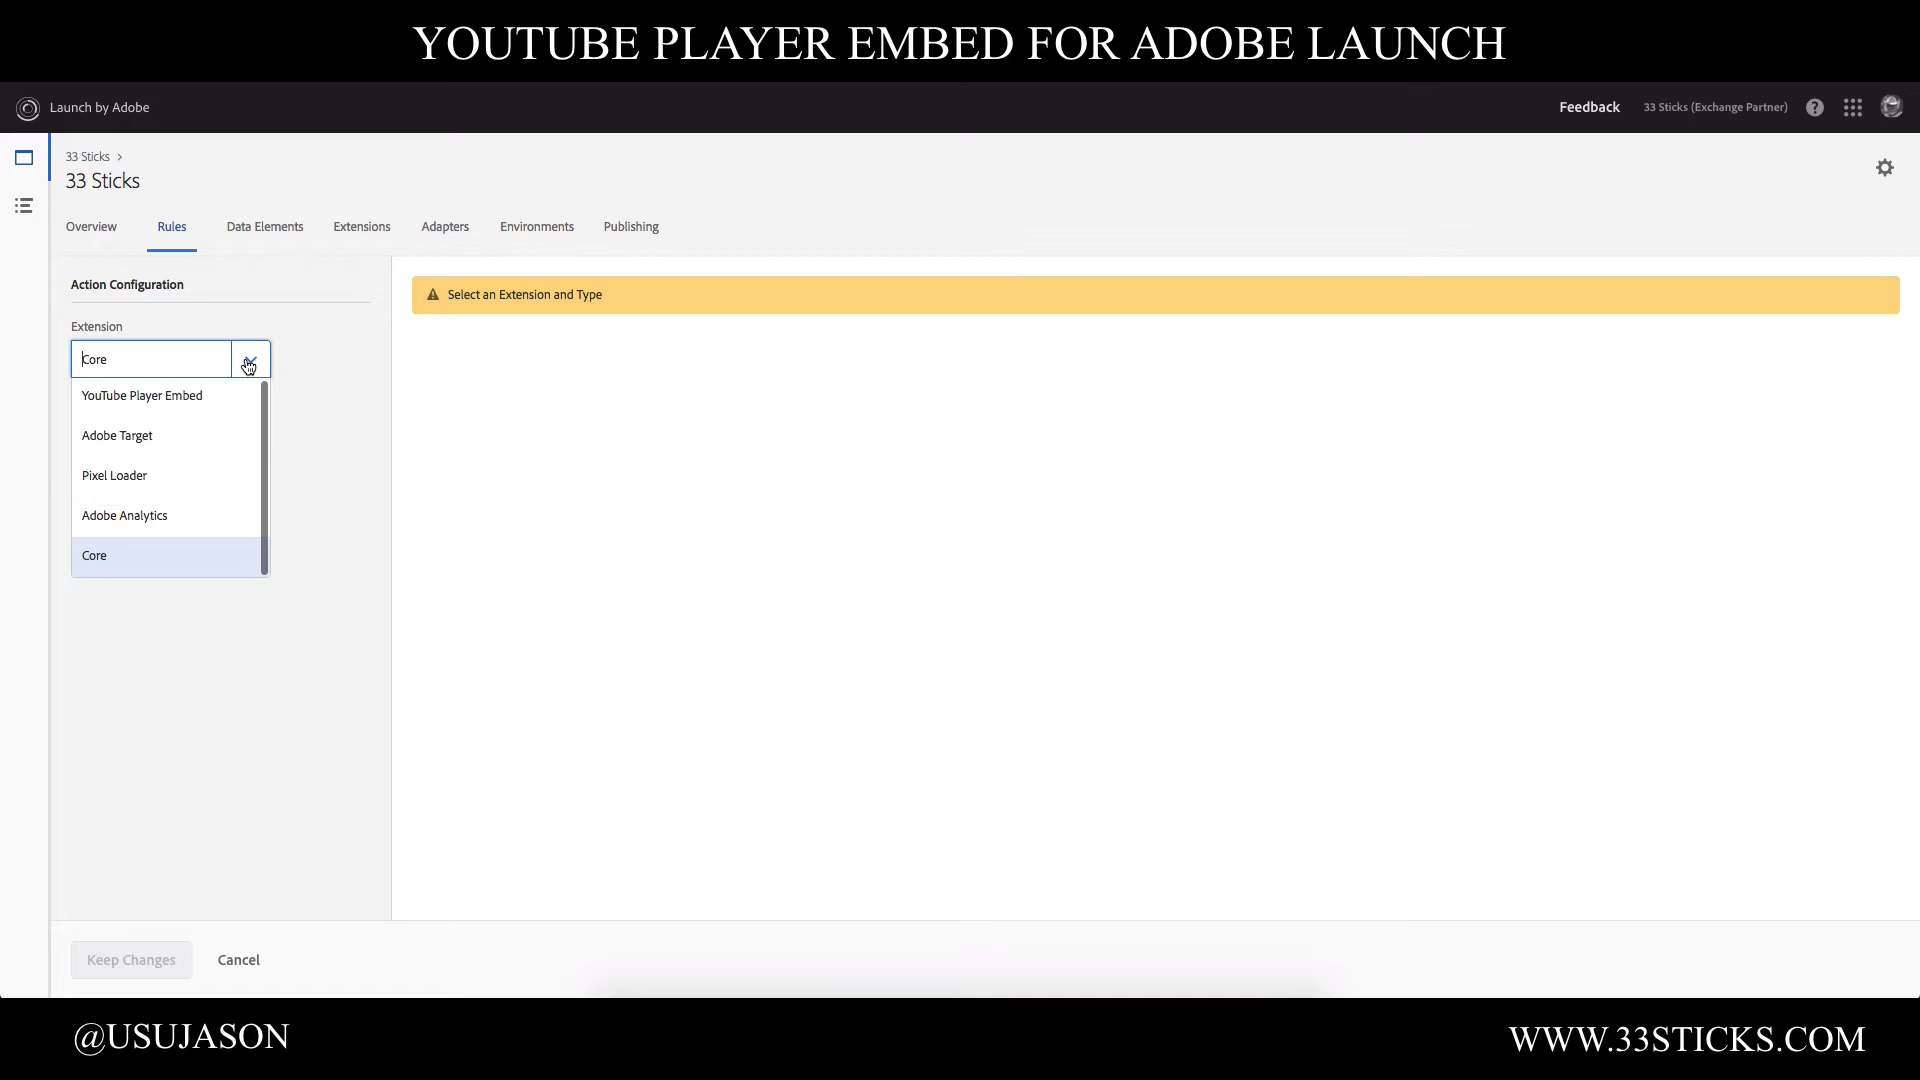 YOUTUBE PLAYER EMBED FOR ADOBE LAUNCH
Launch by Adobe
Feedback
33 Sticks (Exchange Partner)
33 Sticks
33 Sticks
Overview
Rules
Data Elements
Extensions
Adapters
Environments
Publishing
Action Configuration
Select an Extension and Type
Extension
Core
YouTube Player Embed
Adobe Target
Pixel Loader
Adobe Analytics
Core
Keep Changes
Cancel
@USUJASON
WWW.33STICKS.COM